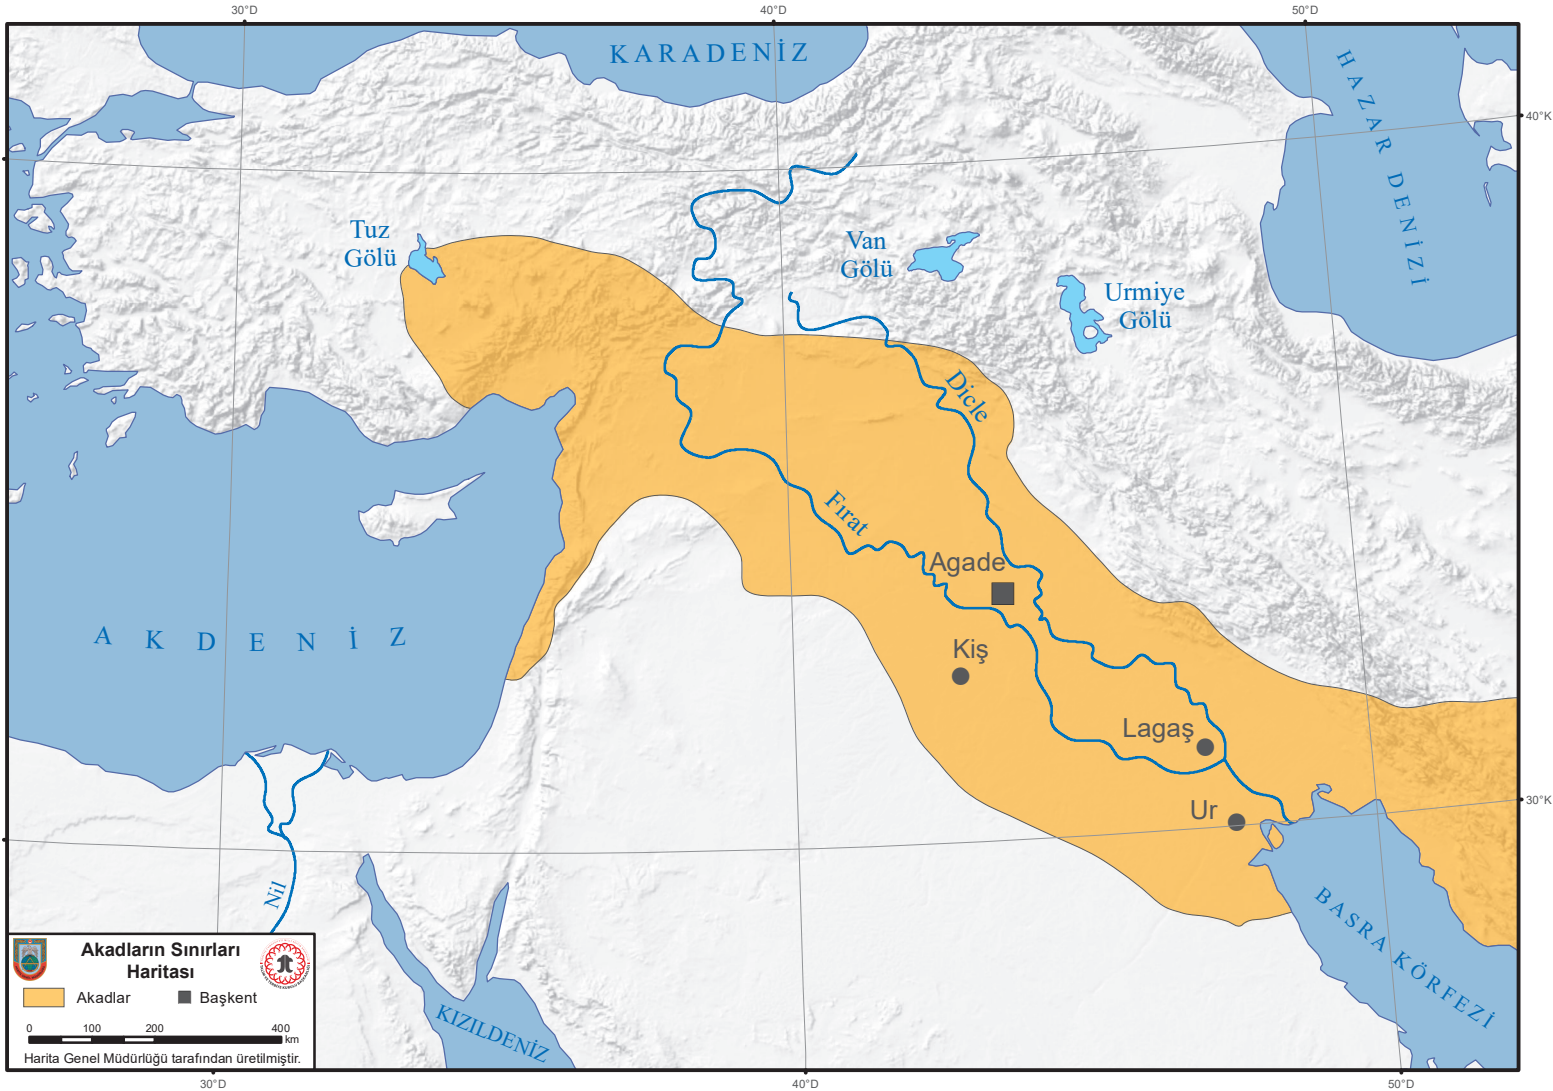 30°D
40°D
50°D
KARADENİZ
HAZAR DENİZİ
40°K
Tuz
Gölü
Van
Gölü
Urmiye
Gölü
Dicle
Fırat
Agade
AKDENİZ
Kiş
Lagaş
Ur
30°K
Nil
BASRA KÖRFEZİ
KIZILDENİZ
Akadların Sınırları
Haritası
Akadlar
Başkent
0 100 200 400
km
Harita Genel Müdürlüğü tarafından üretilmiştir.
30°D
40°D
50°D